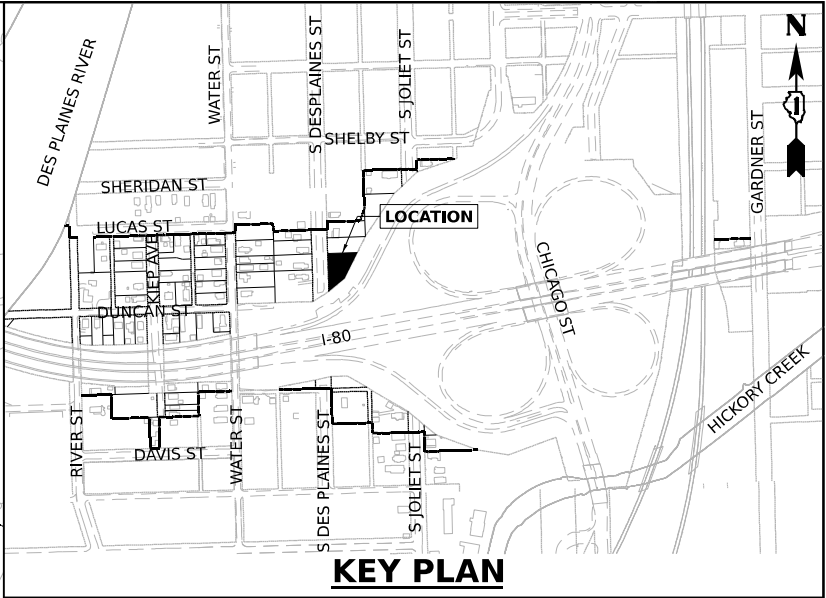 N
1
DES PLAINES RIVER
WATER ST
S DESPLAINES ST
S JOLIET ST
SHELBY ST
GARDNER ST
SHERIDAN ST
LOCATION
LUCAS ST
KIEP AVE
CHICAGO ST
DUNCAN ST
I-80
HICKORY CREEK
RIVER ST
DAVIS ST
WATER ST
S DES PLAINES ST
S JOLIET ST
KEY PLAN